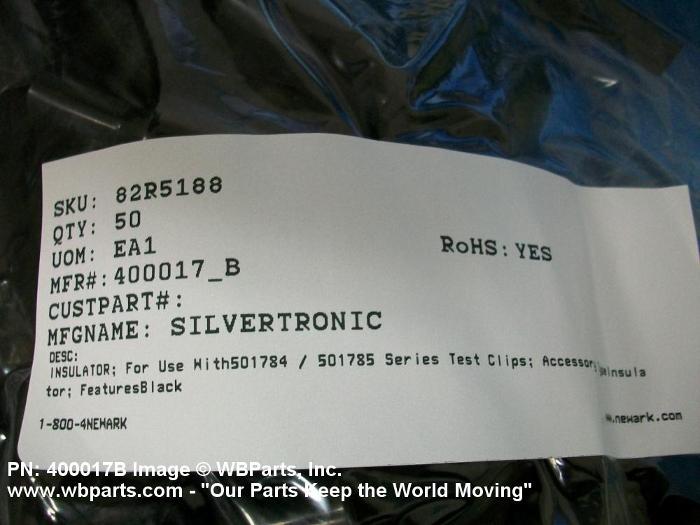 SKU: 82R5188
QTY: 50
UOM: EA1
RoHS: YES
MFR#: 400017_B
CUSTPART#:
MFGNAME: SILVERTRONIC
DESC:
INSULATOR; For Use With501784 / 501785 Series Test Clips; Accessory
tor; FeaturesBlack
1-800-4NEWARK
www.newark.com
PN: 400017B Image © WBParts, Inc.
www.wbparts.com - "Our Parts Keep the World Moving"